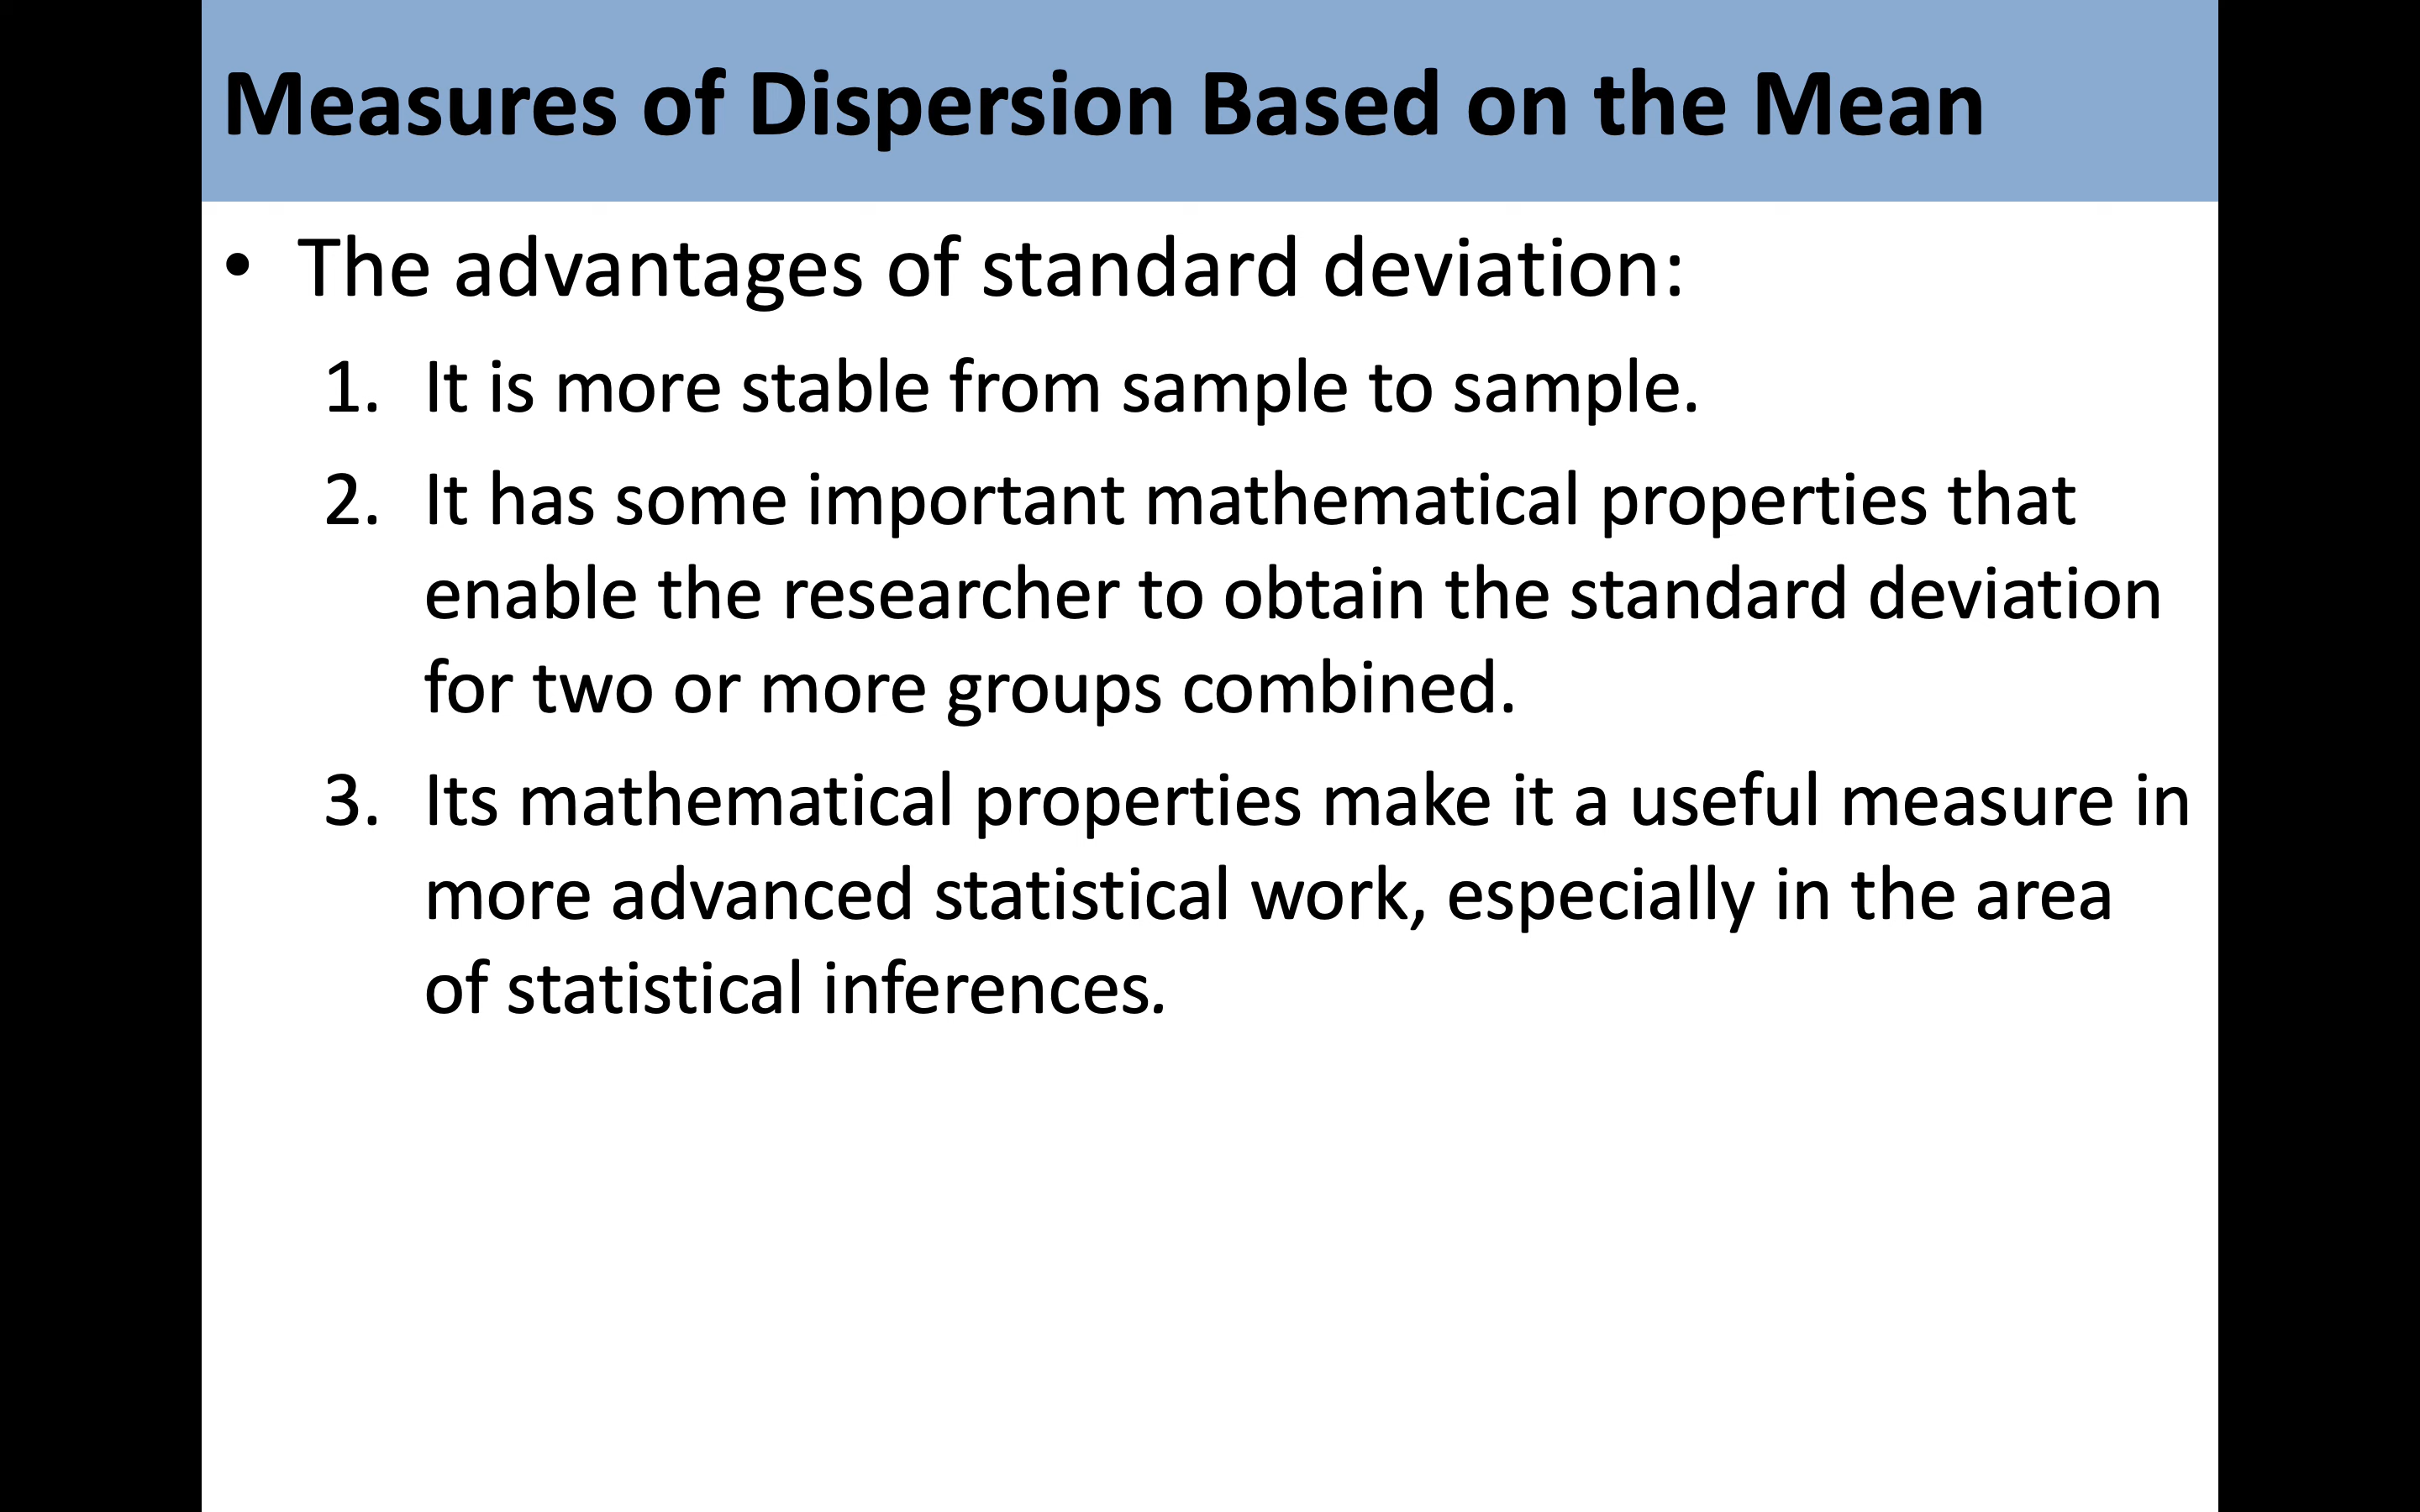 Measures of Dispersion Based on the Mean
• The advantages of standard deviation:
1. It is more stable from sample to sample.
2. It has some important mathematical properties that
enable the researcher to obtain the standard deviation
for two or more groups combined.
3. Its mathematical properties make it a useful measure in
more advanced statistical work, especially in the area
of statistical inferences.